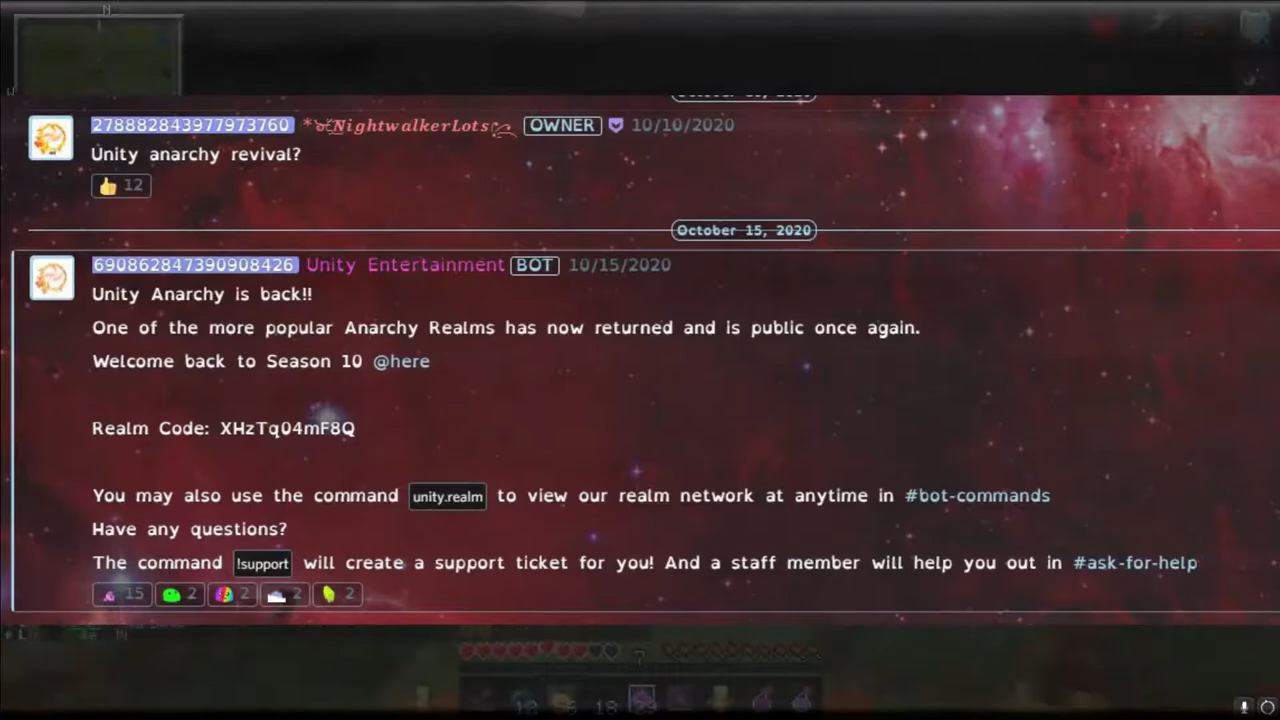 N
W
278882843977973760 NightwalkerLots OWNER 10/10/2020
Unity anarchy revival?
👍 12
October 15, 2020
690862847390908426 Unity Entertainment BOT 10/15/2020
Unity Anarchy is back!!
One of the more popular Anarchy Realms has now returned and is public once again.
Welcome back to Season 10 @here
Realm Code: XHzTq04mF8Q
You may also use the command unity.realm to view our realm network at anytime in #bot-commands
Have any questions?
The command !support will create a support ticket for you! And a staff member will help you out in #ask-for-help
15 2 2 2 2
7
18